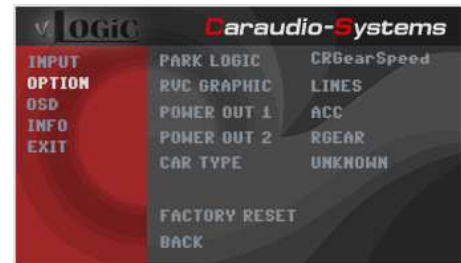 v.LOGiC Caraudio-Systems
INPUT
OPTION
OSD
INFO
EXIT
PARK LOGIC CRGearSpeed
RVC GRAPHIC LINES
POWER OUT 1 ACC
POWER OUT 2 RGEAR
CAR TYPE UNKNOWN
FACTORY RESET
BACK